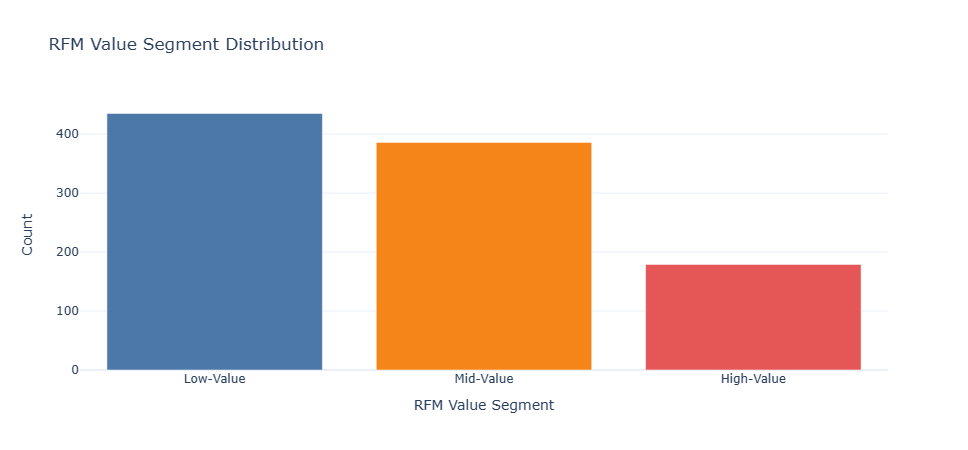 RFM Value Segment Distribution
Count
400
300
200
100
0
Low-Value
Mid-Value
High-Value
RFM Value Segment